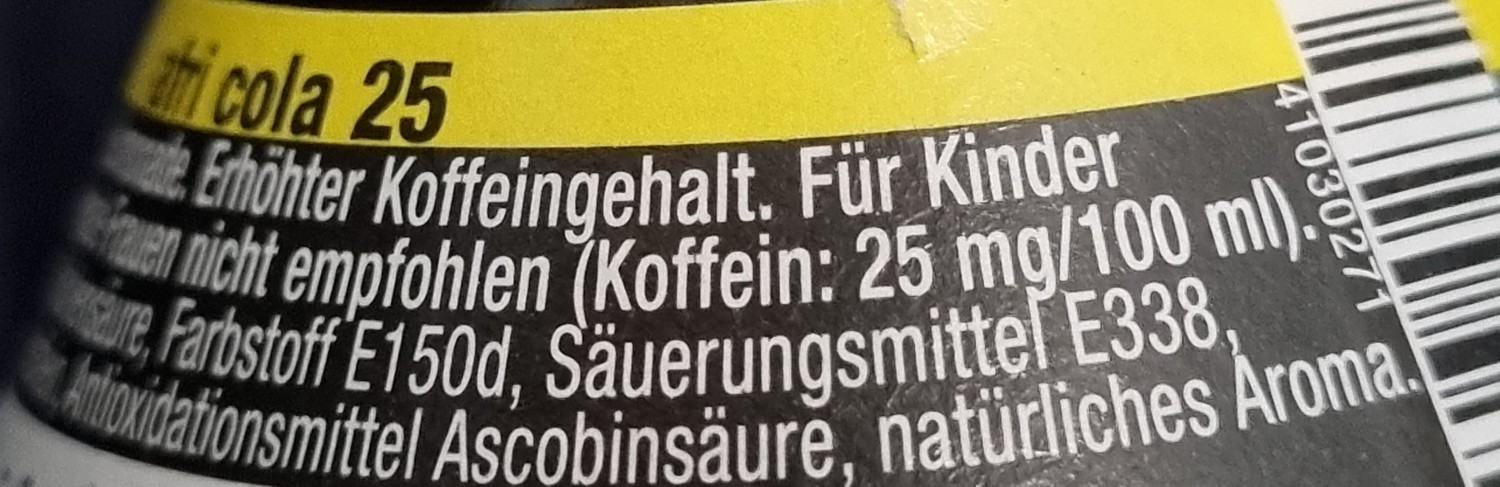 cola 25
Erhöhter Koffeingehalt. Für Kinder
nicht empfohlen (Koffein: 25 mg/100 ml).
Farbstoff E150d, Säuerungsmittel E338,
Antioxidationsmittel Ascobinsäure, natürliches Aroma.
41030271